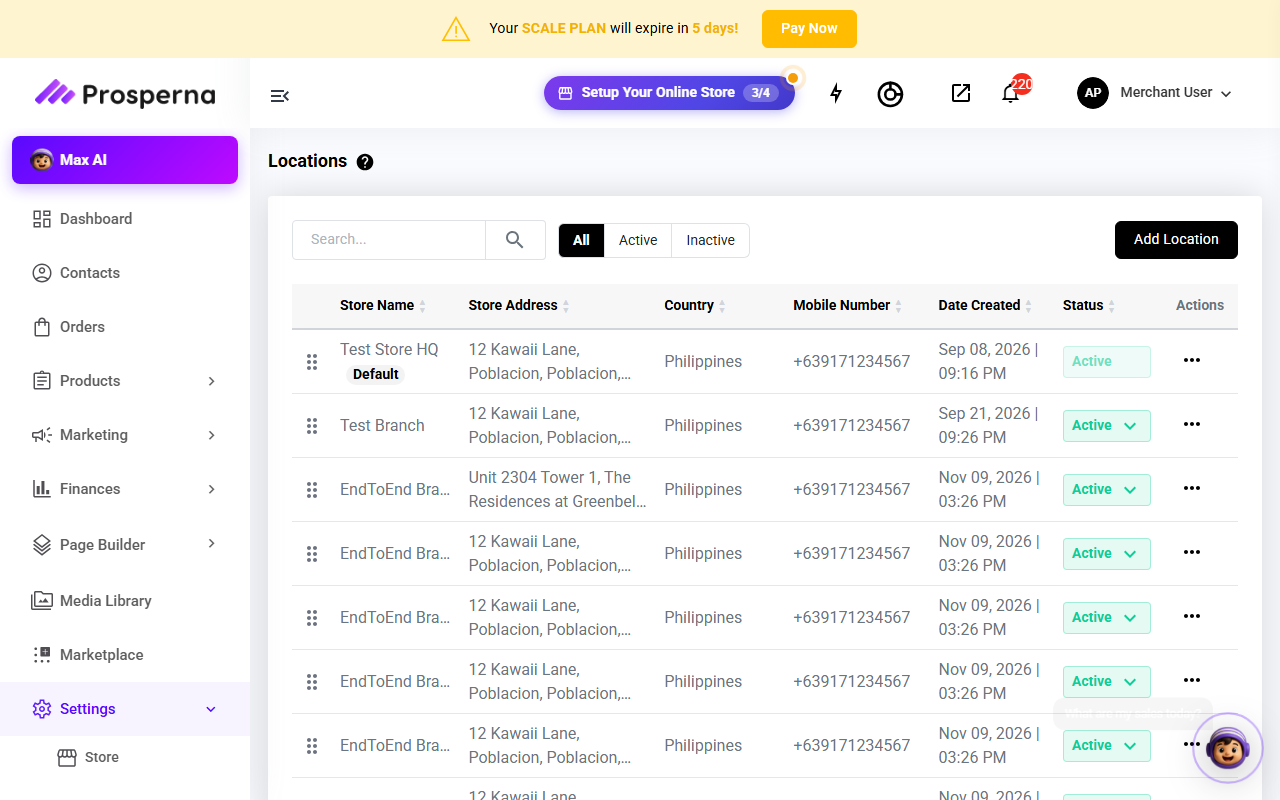 Your SCALE PLAN will expire in 5 days!
Pay Now
Prosperna
Setup Your Online Store 3/4
220
AP
Merchant User
Max AI
Dashboard
Contacts
Orders
Products
Marketing
Finances
Page Builder
Media Library
Marketplace
Settings
Store
Locations
Search...
All
Active
Inactive
Add Location
Store Name
Store Address
Country
Mobile Number
Date Created
Status
Actions
Test Store HQ
Default
12 Kawaii Lane,
Poblacion, Poblacion,...
Philippines
+639171234567
Sep 08, 2026 |
09:16 PM
Active
Test Branch
12 Kawaii Lane,
Poblacion, Poblacion,...
Philippines
+639171234567
Sep 21, 2026 |
09:26 PM
Active
EndToEnd Bra...
Unit 2304 Tower 1, The
Residences at Greenbel...
Philippines
+639171234567
Nov 09, 2026 |
03:26 PM
Active
EndToEnd Bra...
12 Kawaii Lane,
Poblacion, Poblacion,...
Philippines
+639171234567
Nov 09, 2026 |
03:26 PM
Active
EndToEnd Bra...
12 Kawaii Lane,
Poblacion, Poblacion,...
Philippines
+639171234567
Nov 09, 2026 |
03:26 PM
Active
EndToEnd Bra...
12 Kawaii Lane,
Poblacion, Poblacion,...
Philippines
+639171234567
Nov 09, 2026 |
03:26 PM
Active
What are my sales today?
EndToEnd Bra...
12 Kawaii Lane,
Poblacion, Poblacion,...
Philippines
+639171234567
Nov 09, 2026 |
03:26 PM
Active
12 Kawaii Lane,
Nov 09, 2026 |